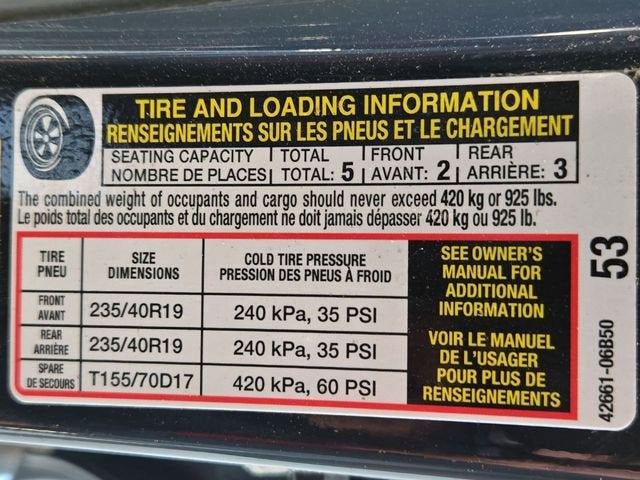 TIRE AND LOADING INFORMATION
RENSEIGNEMENTS SUR LES PNEUS ET LE CHARGEMENT
SEATING CAPACITY TOTAL FRONT REAR
NOMBRE DE PLACES TOTAL: 5 AVANT: 2 ARRIÈRE: 3
The combined weight of occupants and cargo should never exceed 420 kg or 925 lbs.
Le poids total des occupants et du chargement ne doit jamais dépasser 420 kg ou 925 lb.
TIRE SIZE COLD TIRE PRESSURE
PNEU DIMENSIONS PRESSION DES PNEUS À FROID
FRONT
AVANT 235/40R19 240 kPa, 35 PSI
REAR
ARRIÈRE 235/40R19 240 kPa, 35 PSI
SPARE
DE SECOURS T155/70D17 420 kPa, 60 PSI
SEE OWNER'S
MANUAL FOR
ADDITIONAL
INFORMATION
VOIR LE MANUEL
DE L'USAGER
POUR PLUS DE
RENSEIGNEMENTS
53
42661-06B50